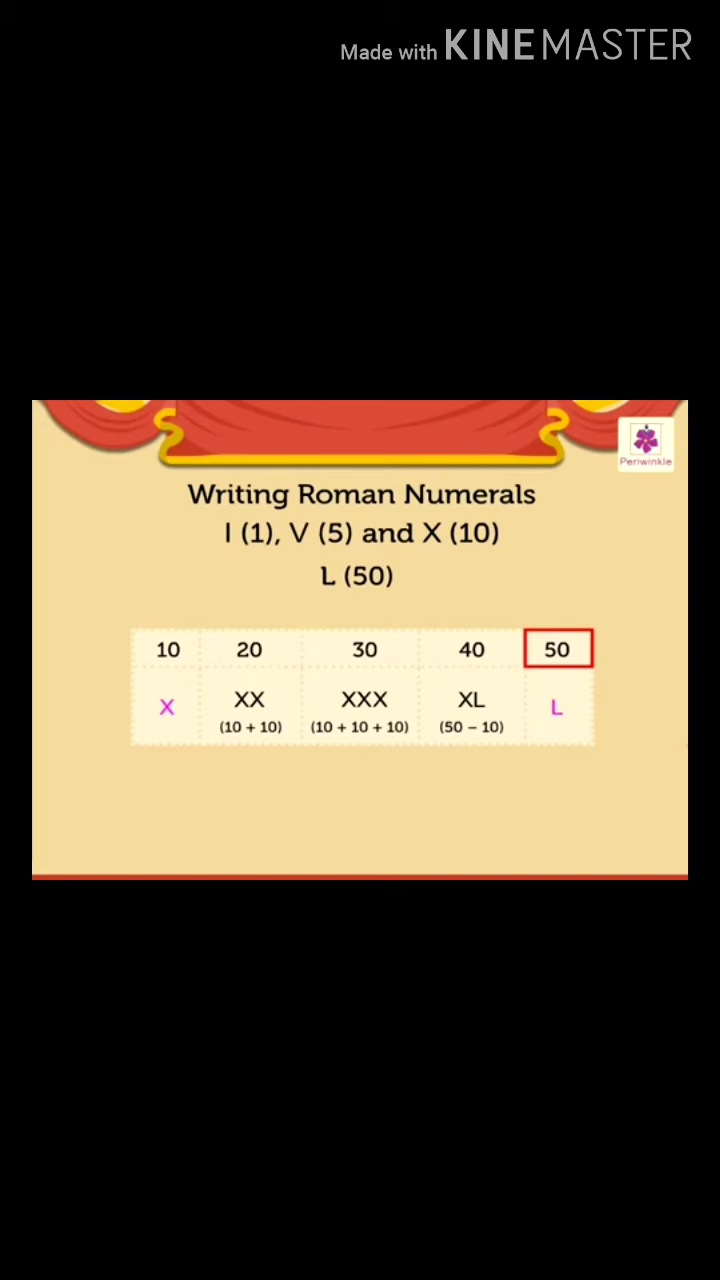 Made with KINEMASTER
Periwinkle
Writing Roman Numerals
I (1), V (5) and X (10)
L (50)
10 20 30 40 50
X XX XXX XL L
(10 + 10) (10 + 10 + 10) (50 − 10)